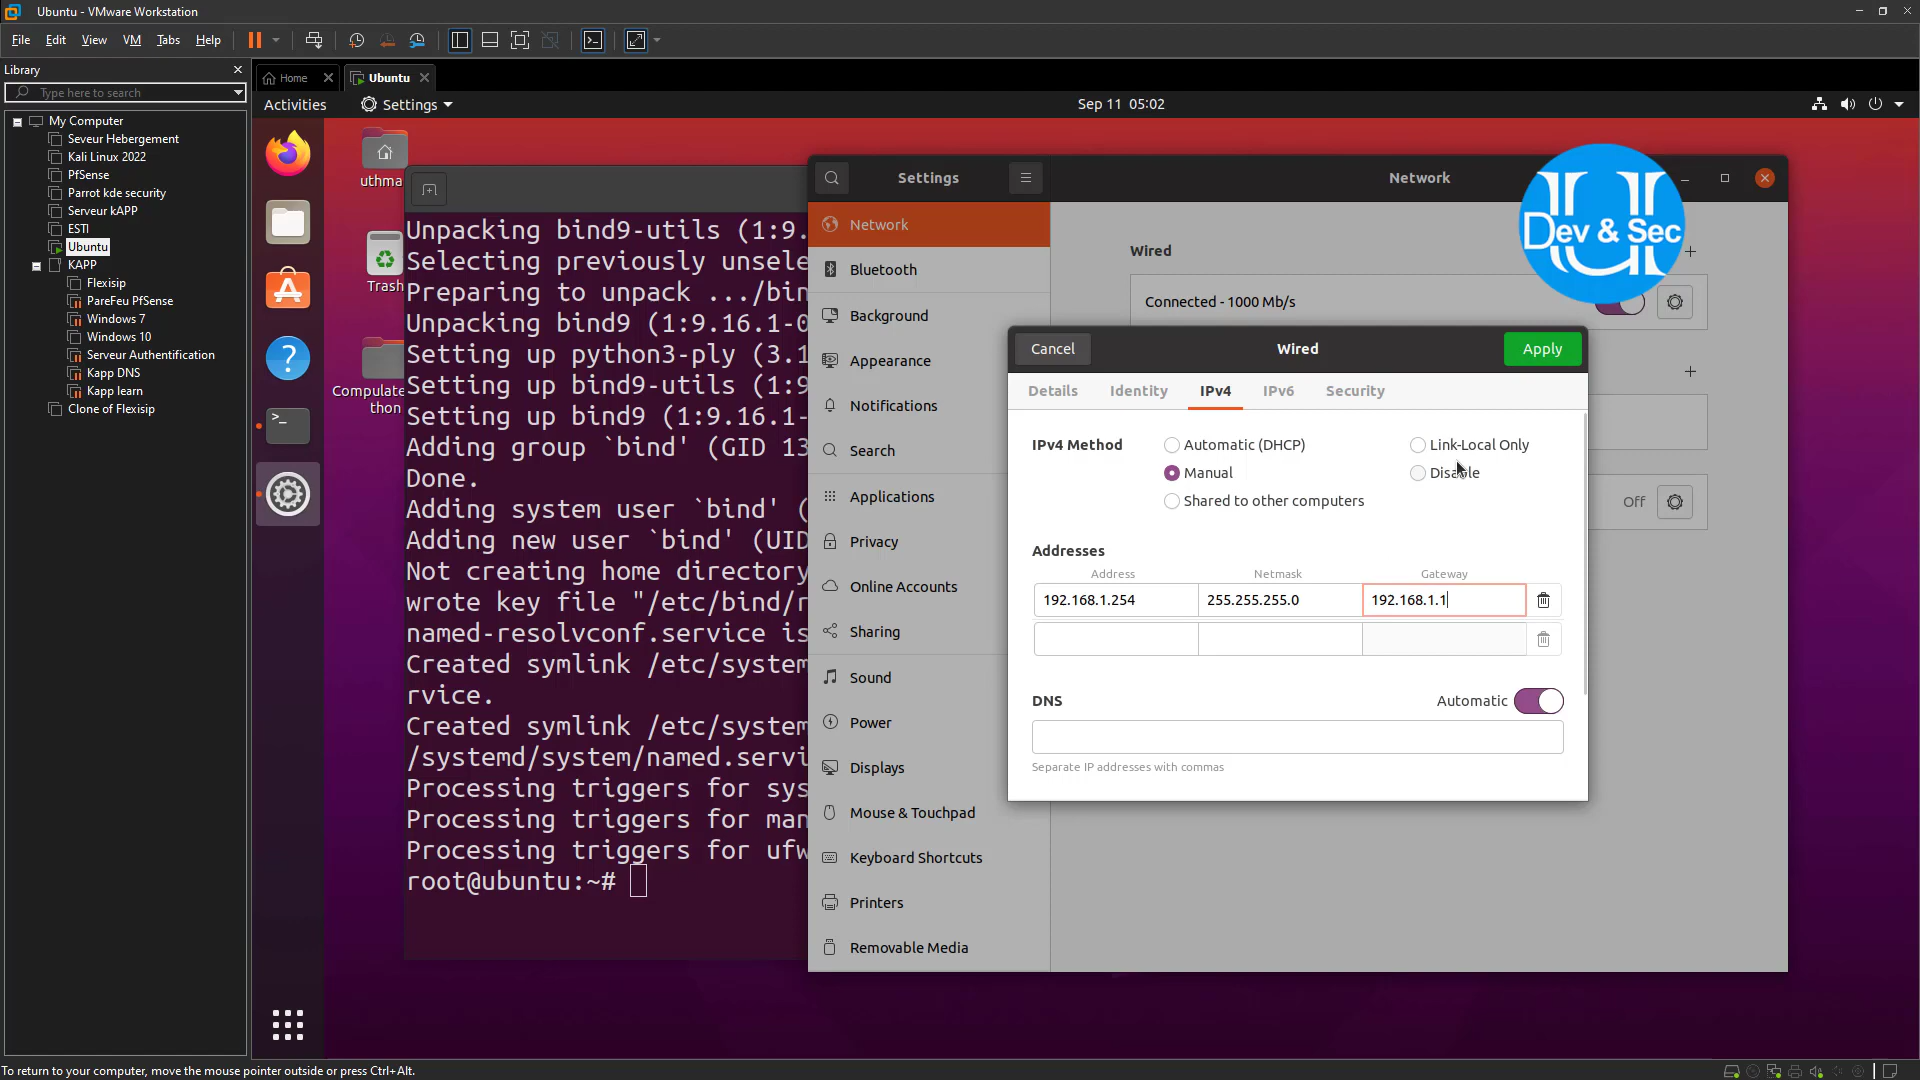 Ubuntu - VMware Workstation
File Edit View VM Tabs Help
Library
Type here to search
My Computer
Seveur Hebergement
Kali Linux 2022
PfSense
Parrot kde security
Serveur kAPP
ESTI
Ubuntu
KAPP
Flexisip
PareFeu PfSense
Windows 7
Windows 10
Serveur Authentification
Kapp DNS
Kapp learn
Clone of Flexisip
Home
Ubuntu
Activities
Settings
Sep 11 05:02
uthma
Trash
Compulate
thon
Unpacking bind9-utils (1:9.
Selecting previously unsele
Preparing to unpack .../bin
Unpacking bind9 (1:9.16.1-0
Setting up python3-ply (3.1
Setting up bind9-utils (1:9
Setting up bind9 (1:9.16.1-
Adding group `bind' (GID 13
Done.
Adding system user `bind' (
Adding new user `bind' (UID
Not creating home directory
wrote key file "/etc/bind/r
named-resolvconf.service is
Created symlink /etc/system
rvice.
Created symlink /etc/system
/systemd/system/named.servi
Processing triggers for sys
Processing triggers for man
Processing triggers for ufw
root@ubuntu:~#
Settings
Network
Bluetooth
Background
Appearance
Notifications
Search
Applications
Privacy
Online Accounts
Sharing
Sound
Power
Displays
Mouse & Touchpad
Keyboard Shortcuts
Printers
Removable Media
Network
U
Dev & Sec
Wired
Connected - 1000 Mb/s
Off
Cancel
Wired
Apply
Details Identity IPv4 IPv6 Security
IPv4 Method
Automatic (DHCP)
Link-Local Only
Manual
Disable
Shared to other computers
Addresses
Address Netmask Gateway
192.168.1.254 255.255.255.0 192.168.1.1
DNS
Automatic
Separate IP addresses with commas
To return to your computer, move the mouse pointer outside or press Ctrl+Alt.